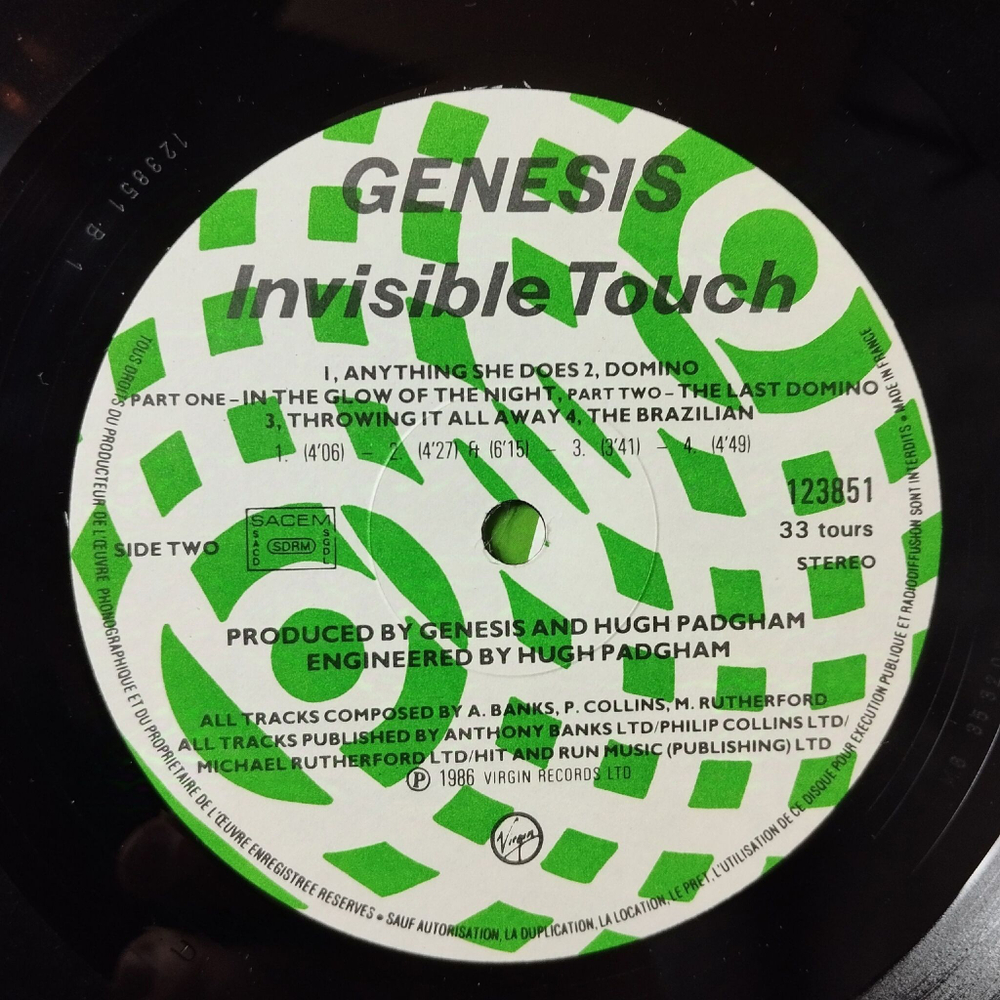 GENESIS
Invisible Touch
1, ANYTHING SHE DOES 2, DOMINO
PART ONE – IN THE GLOW OF THE NIGHT, PART TWO – THE LAST DOMINO
3, THROWING IT ALL AWAY 4, THE BRAZILIAN
1. (4'06) – 2. (4'27) & (6'15) – 3. (3'41) – 4. (4'49)
123851
33 tours
STEREO
SIDE TWO
SACEM
SACD
SDRM
SGDL
PRODUCED BY GENESIS AND HUGH PADGHAM
ENGINEERED BY HUGH PADGHAM
ALL TRACKS COMPOSED BY A. BANKS, P. COLLINS, M. RUTHERFORD
ALL TRACKS PUBLISHED BY ANTHONY BANKS LTD/PHILIP COLLINS LTD/
MICHAEL RUTHERFORD LTD/HIT AND RUN MUSIC (PUBLISHING) LTD
Ⓟ 1986 VIRGIN RECORDS LTD
Virgin
TOUS DROITS DU PRODUCTEUR DE L'ŒUVRE PHONOGRAPHIQUE ET DU PROPRIETAIRE DE L'ŒUVRE ENREGISTREE RESERVES • SAUF AUTORISATION, LA DUPLICATION, LA LOCATION, LE PRET, L'UTILISATION DE CE DISQUE POUR EXECUTION PUBLIQUE ET RADIODIFFUSION SONT INTERDITS • MADE IN FRANCE
123851 B 1